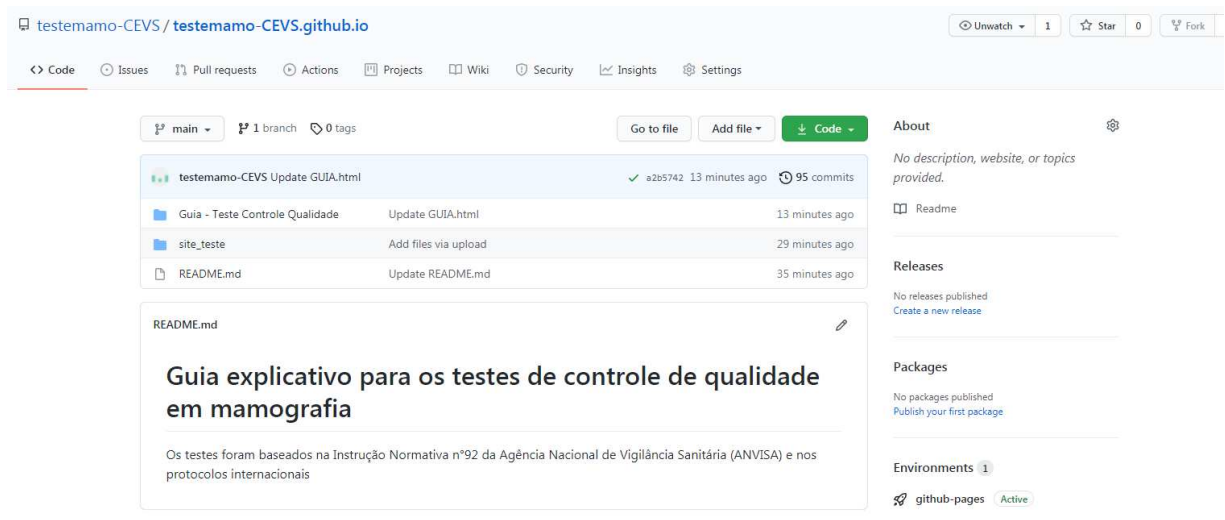 testemamo-CEVS / testemamo-CEVS.github.io
Unwatch 1 Star 0 Fork
Code Issues Pull requests Actions Projects Wiki Security Insights Settings
main 1 branch 0 tags Go to file Add file Code
testemamo-CEVS Update GUIA.html a2b5742 13 minutes ago 95 commits
Guia - Teste Controle Qualidade Update GUIA.html 13 minutes ago
site_teste Add files via upload 29 minutes ago
README.md Update README.md 35 minutes ago
README.md
Guia explicativo para os testes de controle de qualidade
em mamografia
Os testes foram baseados na Instrução Normativa n°92 da Agência Nacional de Vigilância Sanitária (ANVISA) e nos
protocolos internacionais
About
No description, website, or topics
provided.
Readme
Releases
No releases published
Create a new release
Packages
No packages published
Publish your first package
Environments 1
github-pages Active